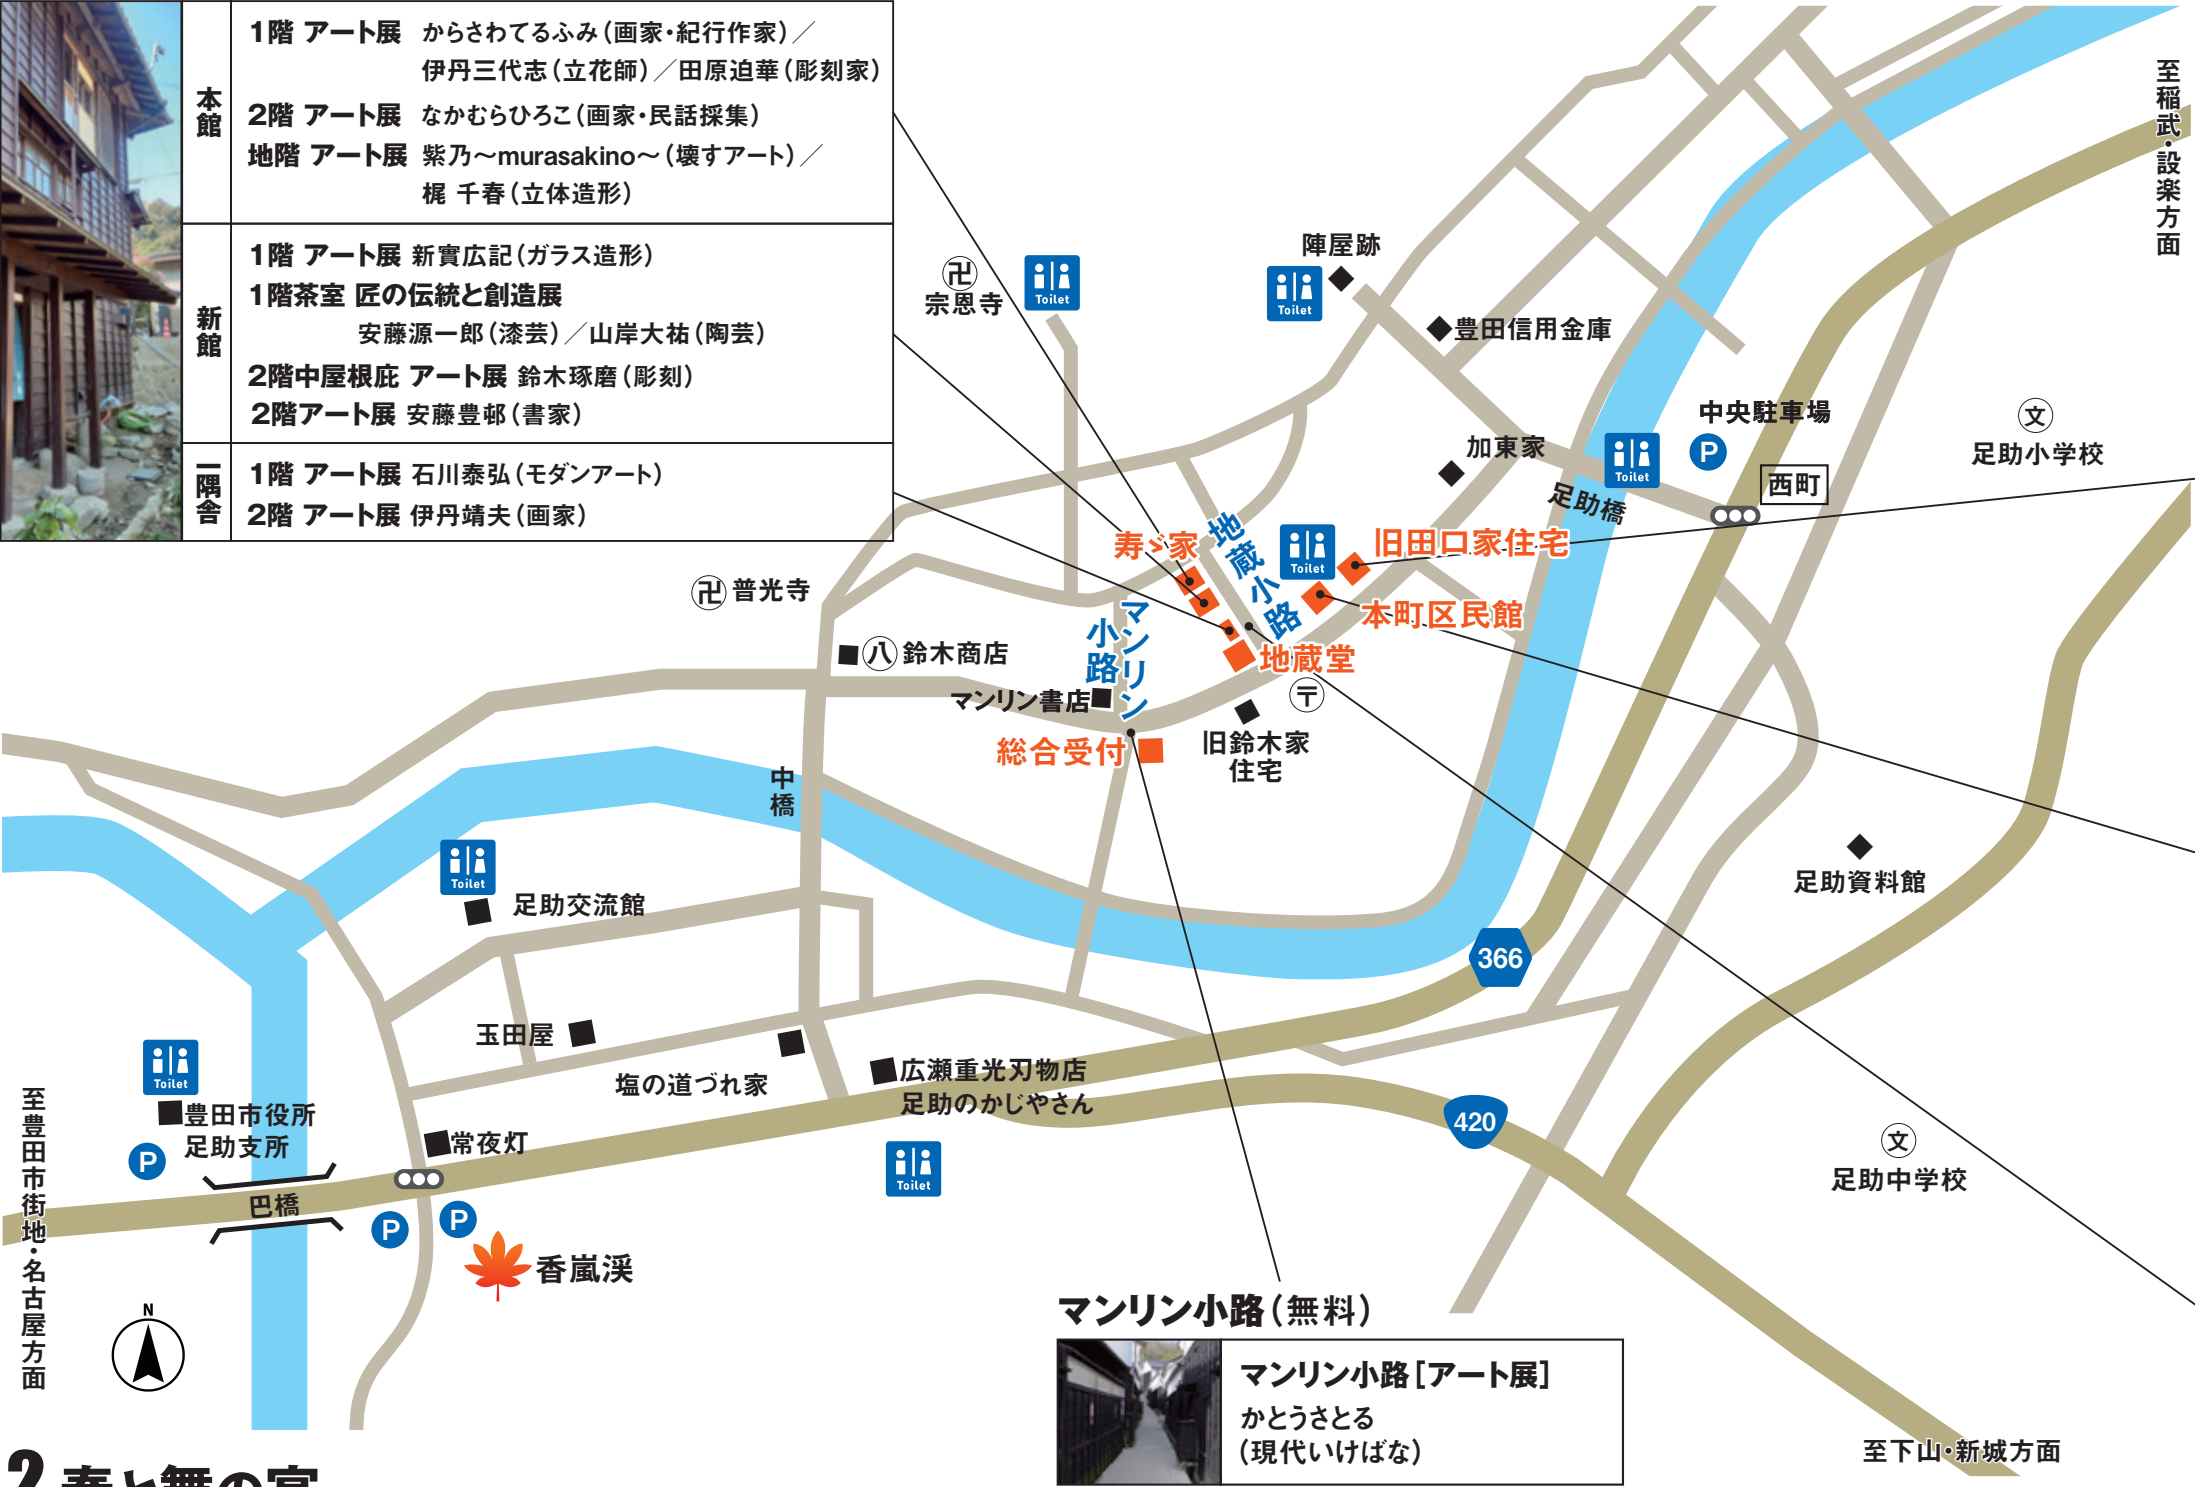 本館
1階 アート展 からさわてるふみ（画家・紀行作家）／
伊丹三代志（立花師）／田原迫華（彫刻家）
2階 アート展 なかむらひろこ（画家・民話採集）
地階 アート展 紫乃～murasakino～（壊すアート）／
梶 千春（立体造形）
新館
1階 アート展 新實広記（ガラス造形）
1階茶室 匠の伝統と創造展
安藤源一郎（漆芸）／山岸大祐（陶芸）
2階中屋根庇 アート展 鈴木琢磨（彫刻）
2階アート展 安藤豊邨（書家）
一隅舎
1階 アート展 石川泰弘（モダンアート）
2階 アート展 伊丹靖夫（画家）
至稲武・設楽方面
卍
宗恩寺
Toilet
陣屋跡
Toilet
豊田信用金庫
中央駐車場
P
Toilet
文
足助小学校
加東家
西町
足助橋
寿ゞ家
地蔵小路
Toilet
旧田口家住宅
本町区民館
卍 普光寺
マンリン
小路
八 鈴木商店
地蔵堂
〒
マンリン書店
総合受付
旧鈴木家
住宅
中橋
Toilet
足助交流館
足助資料館
366
玉田屋
塩の道づれ家
広瀬重光刃物店
足助のかじやさん
Toilet
420
文
足助中学校
Toilet
豊田市役所
足助支所
P
常夜灯
巴橋
P
P
香嵐渓
至豊田市街地・名古屋方面
N
マンリン小路（無料）
マンリン小路［アート展］
かとうさとる
（現代いけばな）
至下山・新城方面
2 寿と舞の宴